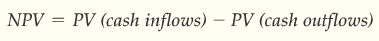 NPV = PV (cash inflows) − PV (cash outflows)